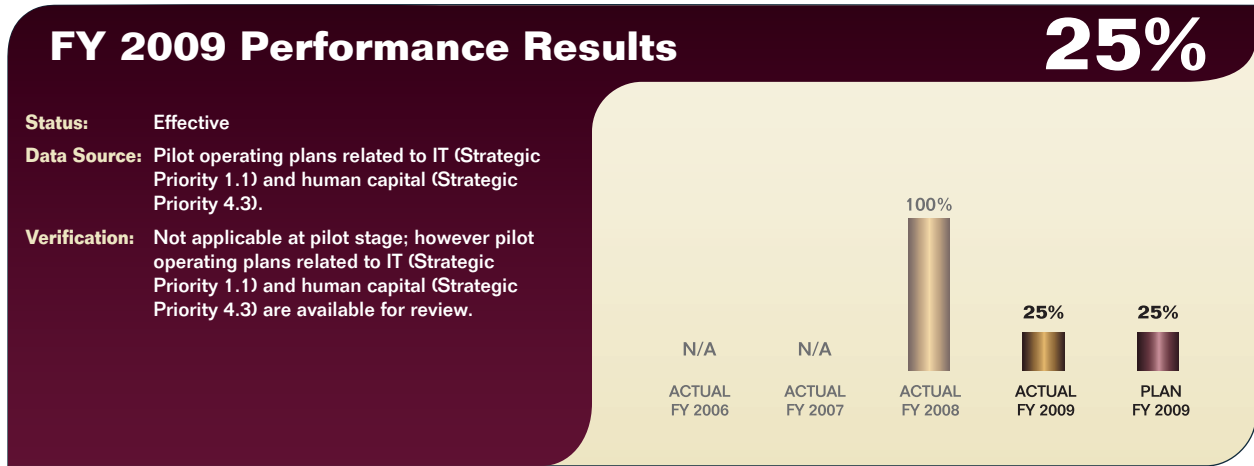 FY 2009 Performance Results
25%
Status: Effective
Data Source: Pilot operating plans related to IT (Strategic
Priority 1.1) and human capital (Strategic
Priority 4.3).
Verification: Not applicable at pilot stage; however pilot
operating plans related to IT (Strategic
Priority 1.1) and human capital (Strategic
Priority 4.3) are available for review.
N/A
ACTUAL
FY 2006
N/A
ACTUAL
FY 2007
100%
ACTUAL
FY 2008
25%
ACTUAL
FY 2009
25%
PLAN
FY 2009